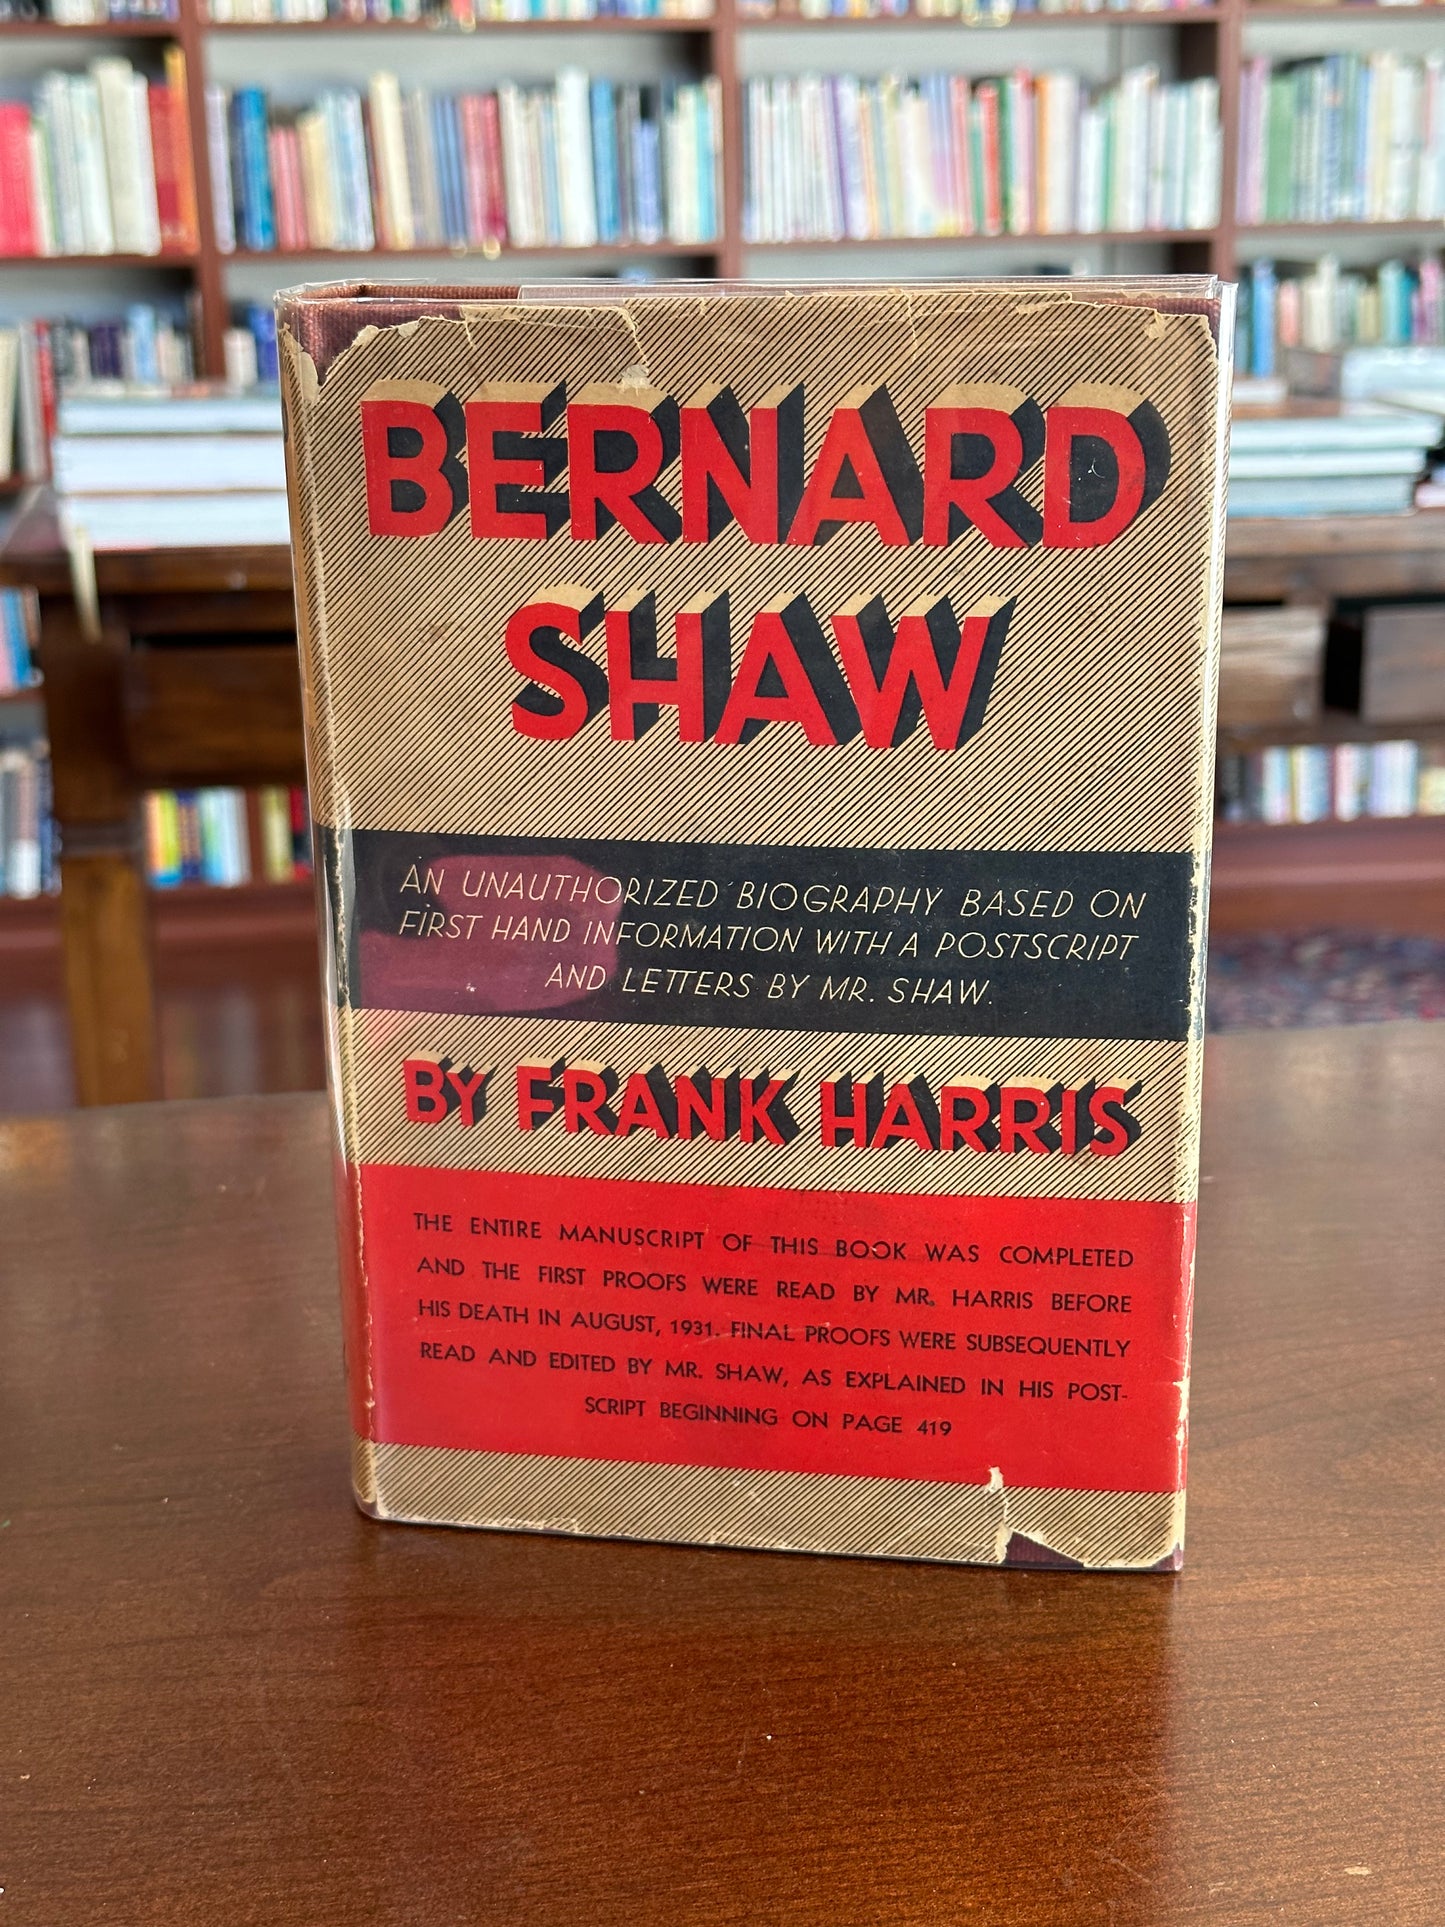 BERNARD
SHAW
AN UNAUTHORIZED BIOGRAPHY BASED ON
FIRST HAND INFORMATION WITH A POSTSCRIPT
AND LETTERS BY MR. SHAW.
BY FRANK HARRIS
THE ENTIRE MANUSCRIPT OF THIS BOOK WAS COMPLETED
AND THE FIRST PROOFS WERE READ BY MR. HARRIS BEFORE
HIS DEATH IN AUGUST, 1931. FINAL PROOFS WERE SUBSEQUENTLY
READ AND EDITED BY MR. SHAW, AS EXPLAINED IN HIS POST-
SCRIPT BEGINNING ON PAGE 419